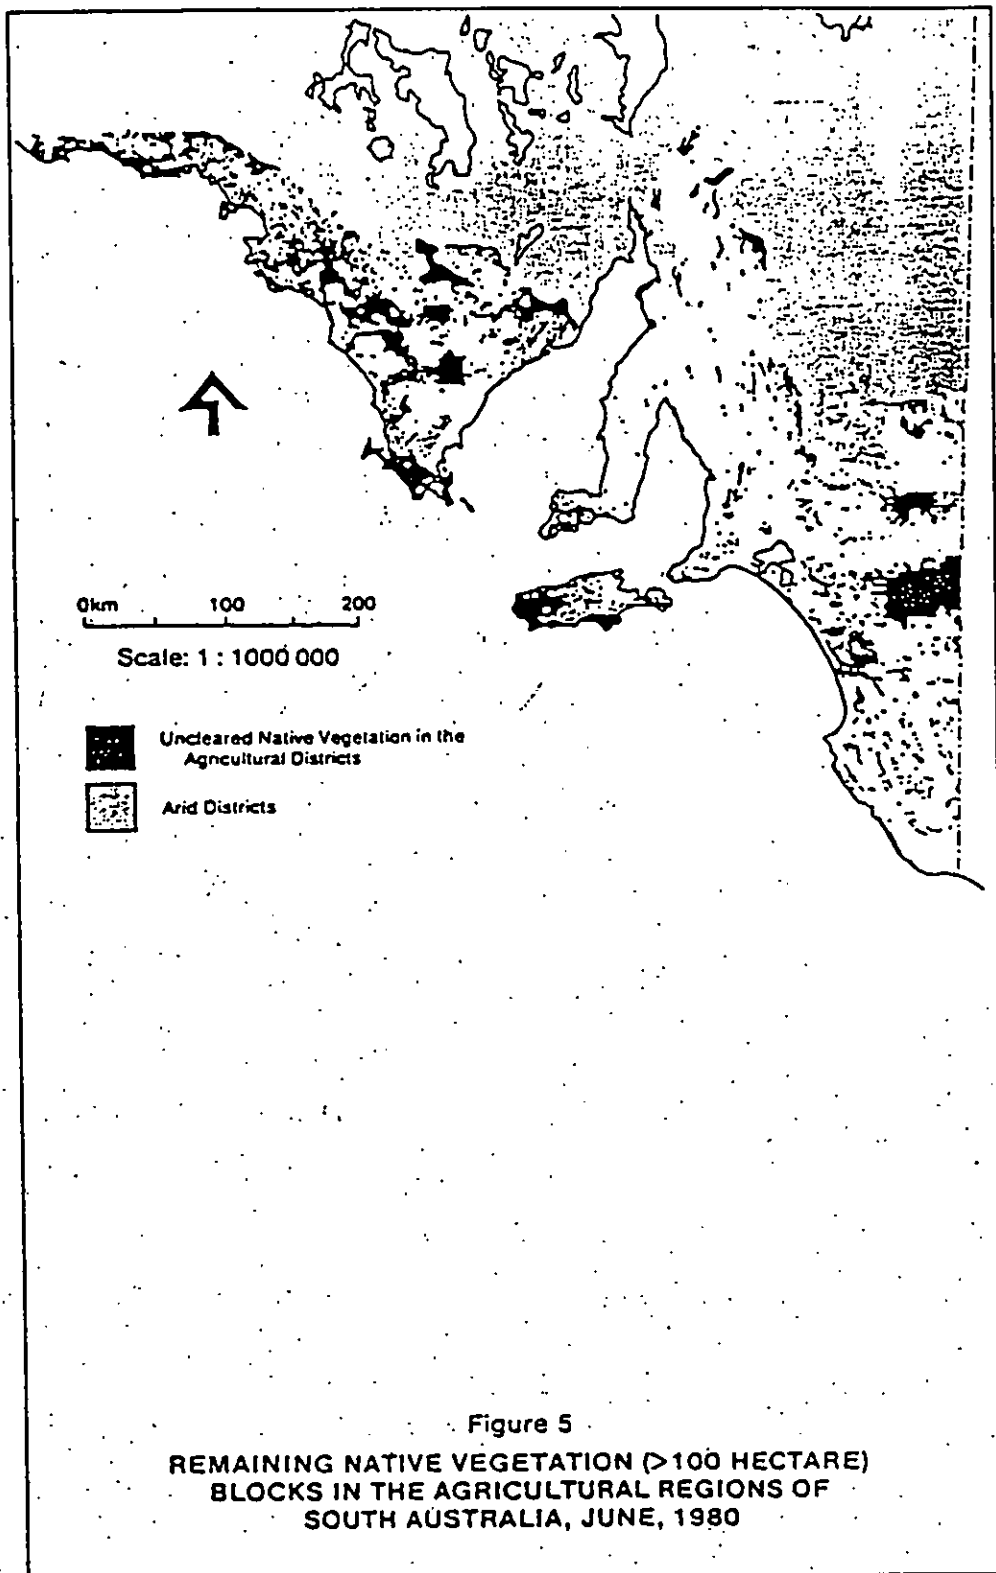 0km 100 200
Scale: 1 : 1000 000
Uncleared Native Vegetation in the
Agricultural Districts
Arid Districts
Figure 5
REMAINING NATIVE VEGETATION (>100 HECTARE)
BLOCKS IN THE AGRICULTURAL REGIONS OF
SOUTH AUSTRALIA, JUNE, 1980